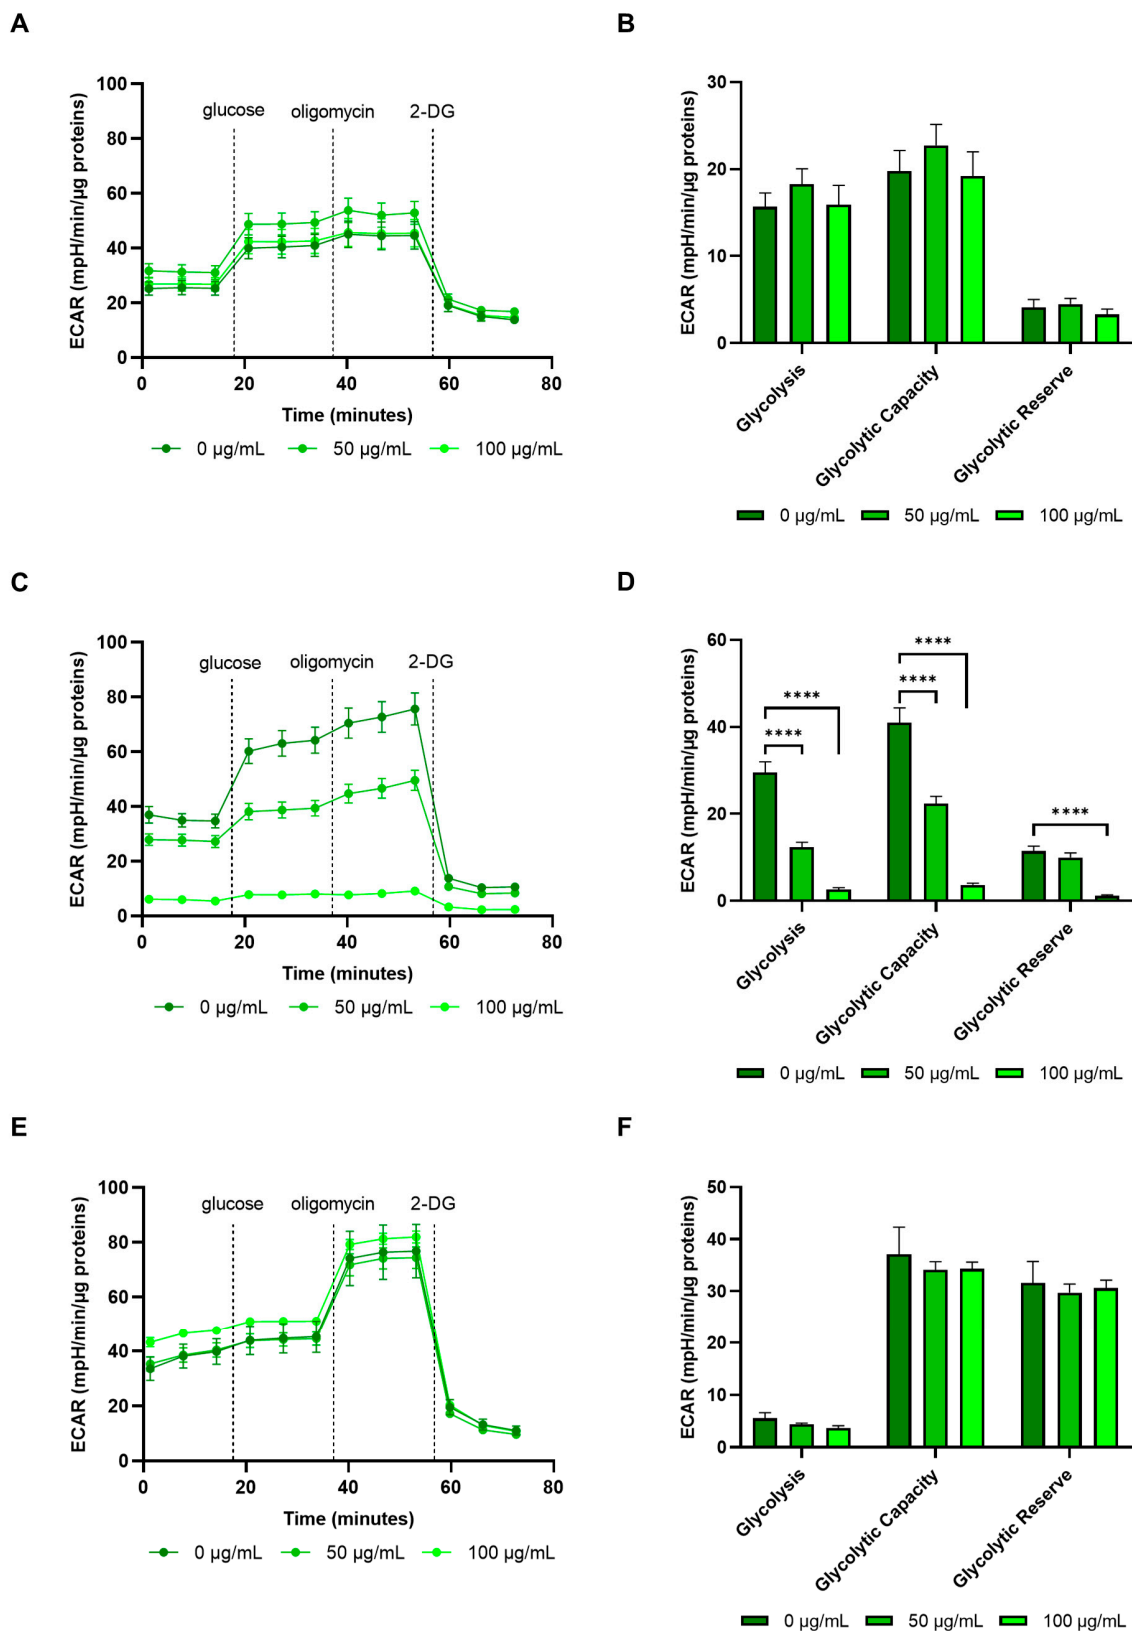 A
ECAR (mpH/min/µg proteins)
100
80
60
40
20
0
glucose
oligomycin
2-DG
0
20
40
60
80
Time (minutes)
0 µg/mL
50 µg/mL
100 µg/mL
B
ECAR (mpH/min/µg proteins)
30
20
10
0
Glycolysis
Glycolytic Capacity
Glycolytic Reserve
0 µg/mL
50 µg/mL
100 µg/mL
C
ECAR (mpH/min/µg proteins)
100
80
60
40
20
0
glucose
oligomycin
2-DG
0
20
40
60
80
Time (minutes)
0 µg/mL
50 µg/mL
100 µg/mL
D
ECAR (mpH/min/µg proteins)
60
40
20
0
****
****
****
****
****
Glycolysis
Glycolytic Capacity
Glycolytic Reserve
0 µg/mL
50 µg/mL
100 µg/mL
E
ECAR (mpH/min/µg proteins)
100
80
60
40
20
0
glucose
oligomycin
2-DG
0
20
40
60
80
Time (minutes)
0 µg/mL
50 µg/mL
100 µg/mL
F
ECAR (mpH/min/µg proteins)
50
40
30
20
10
0
Glycolysis
Glycolytic Capacity
Glycolytic Reserve
0 µg/mL
50 µg/mL
100 µg/mL